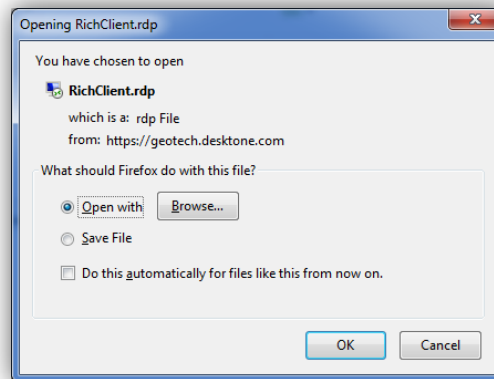 Opening RichClient.rdp
You have chosen to open
RichClient.rdp
which is a: rdp File
from: https://geotech.desktone.com
What should Firefox do with this file?
Open with Browse...
Save File
Do this automatically for files like this from now on.
OK Cancel